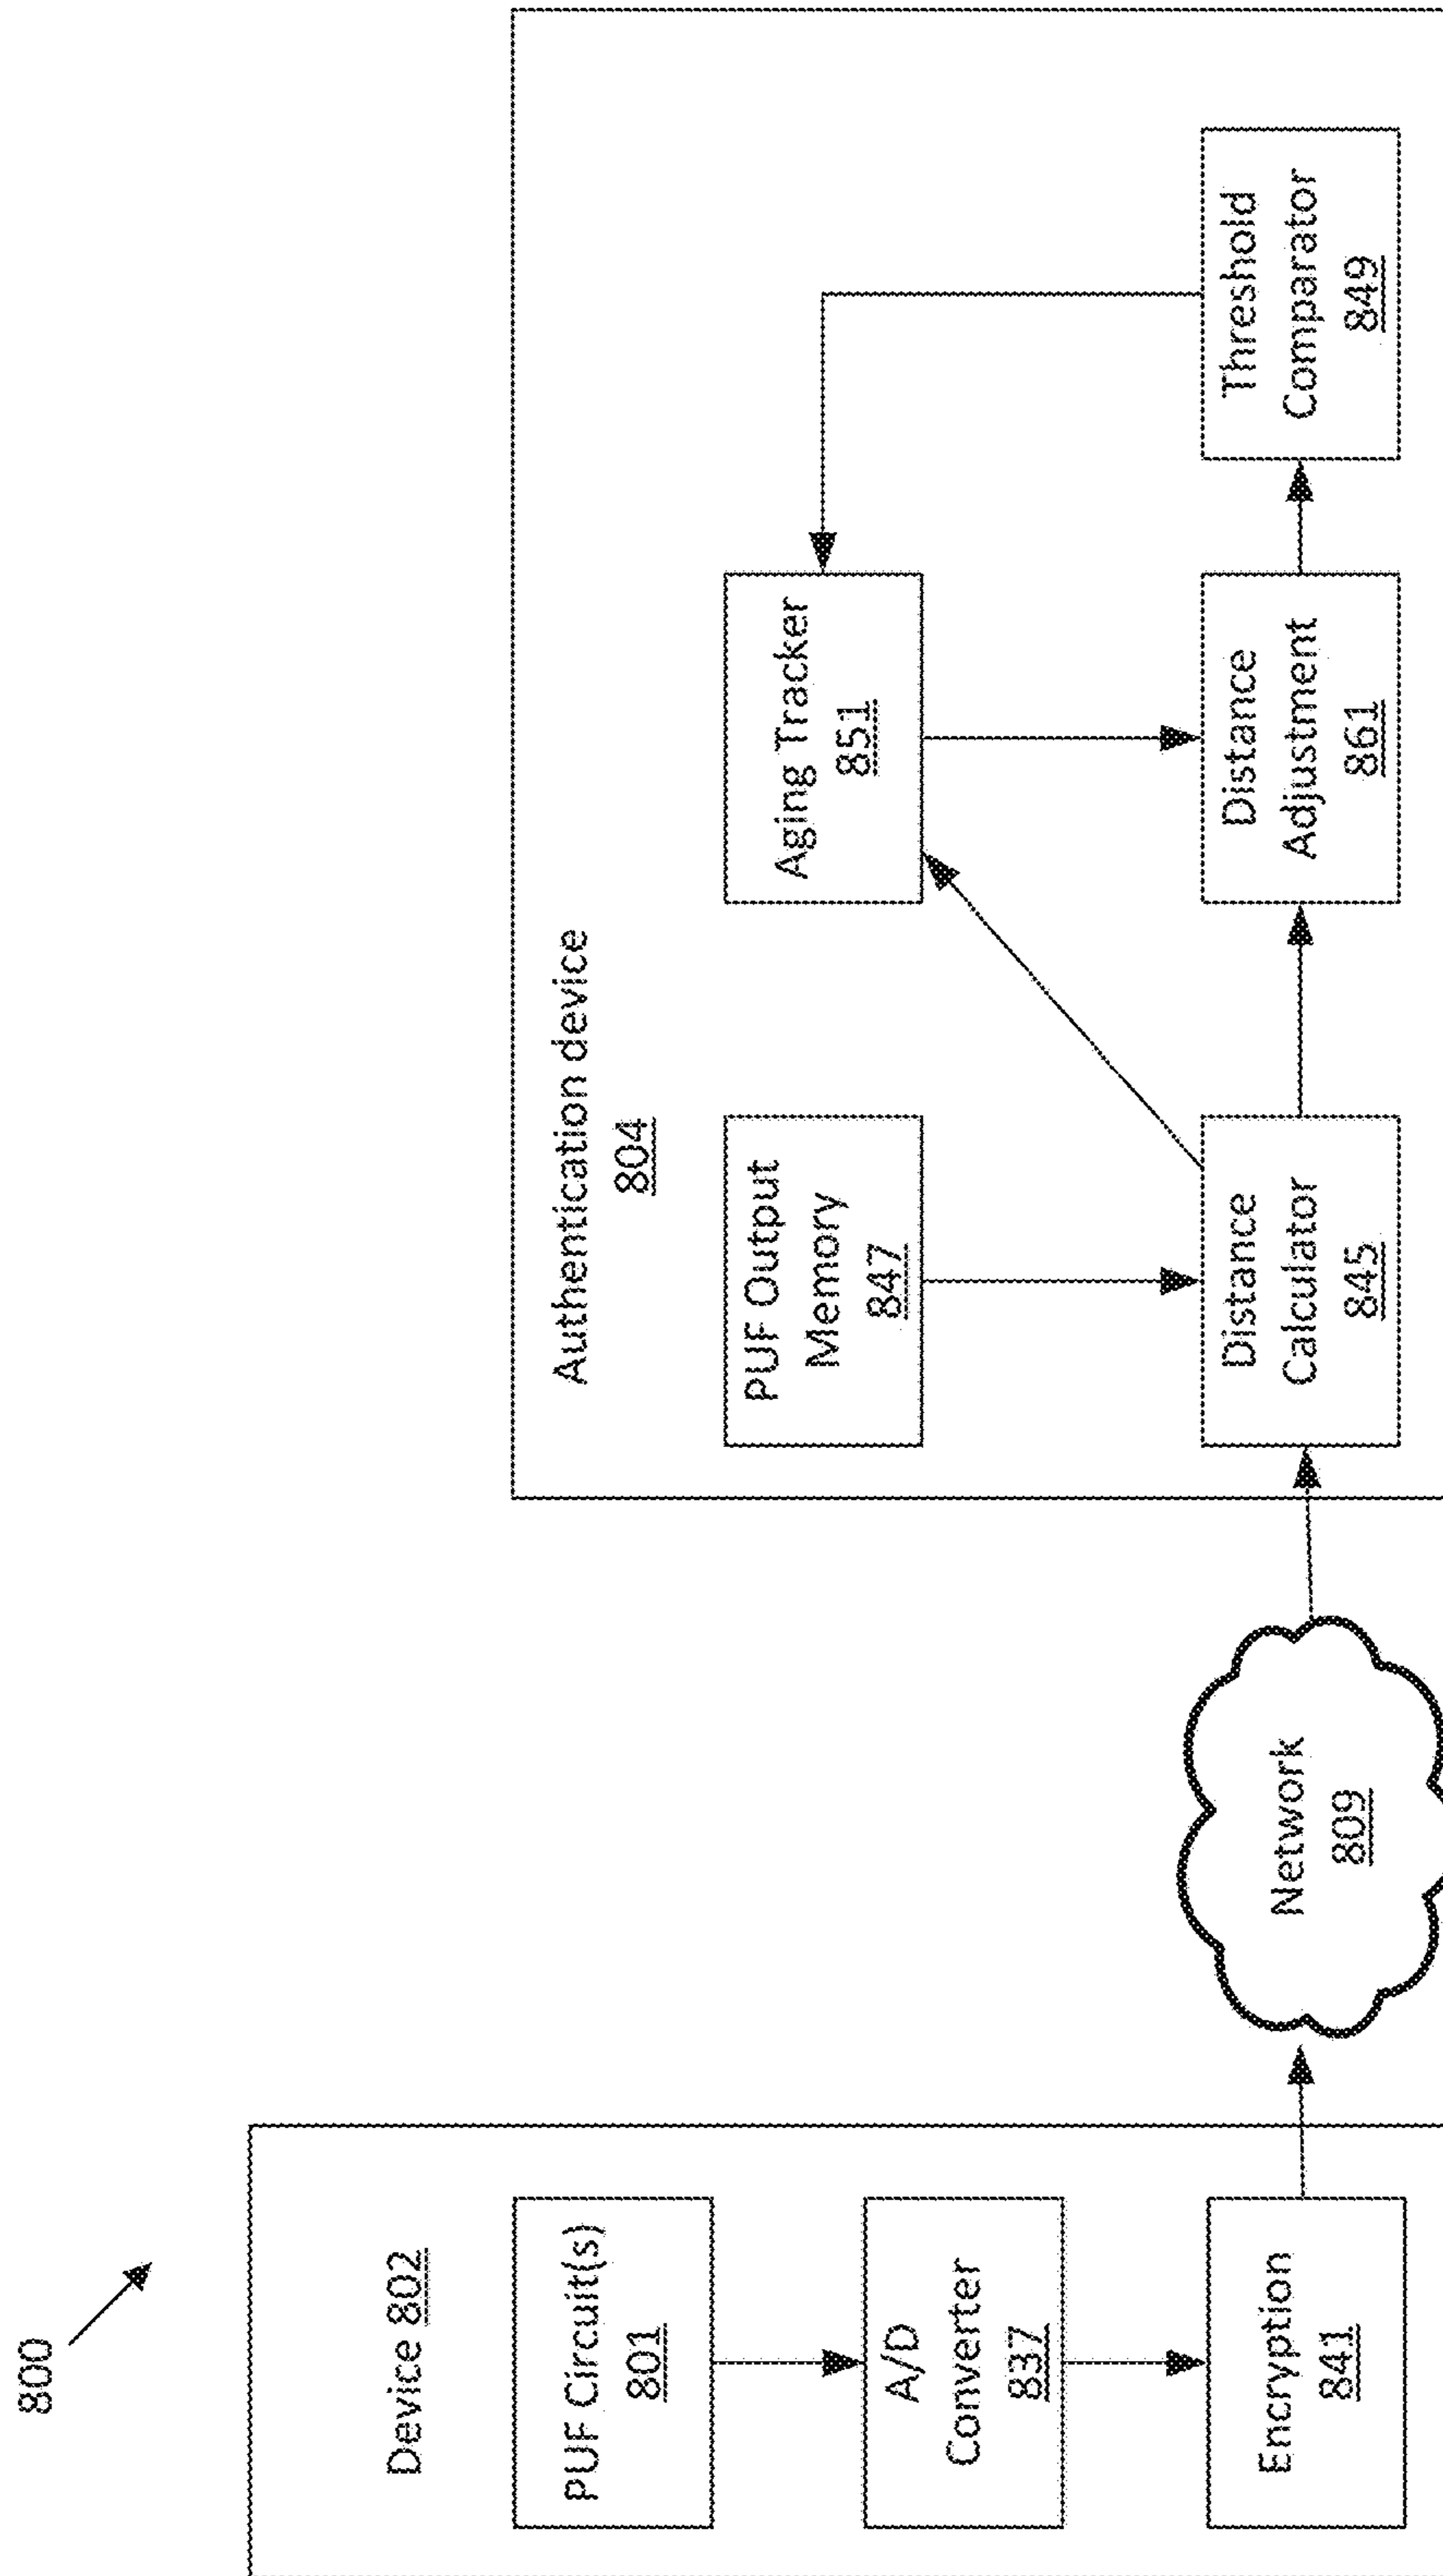 800
Device 802
PUF Circuit(s)
801
A/D
Converter
837
Encryption
841
Network
809
Authentication device
804
PUF Output
Memory
847
Distance
Calculator
845
Aging Tracker
851
Distance
Adjustment
861
Threshold
Comparator
849